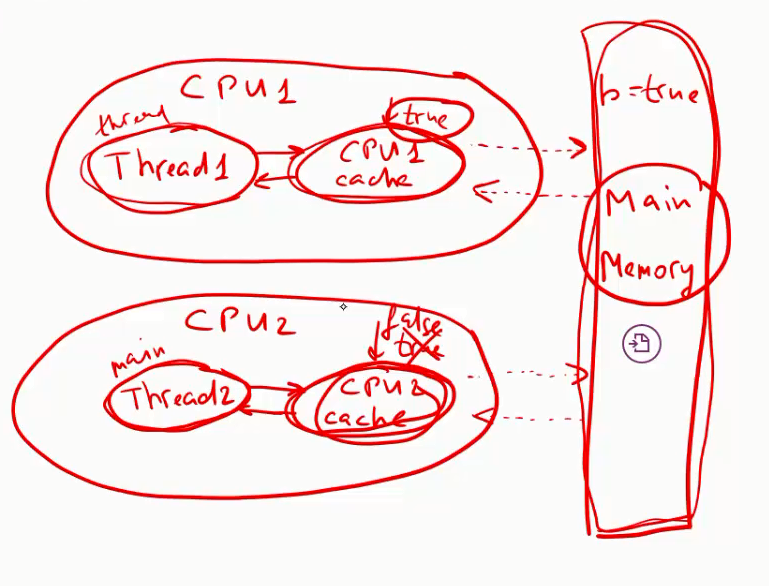 CPU1
thread
Thread1
true
CPU1
cache
b=true
Main
Memory
CPU2
main
Thread2
false
true
CPU2
cache